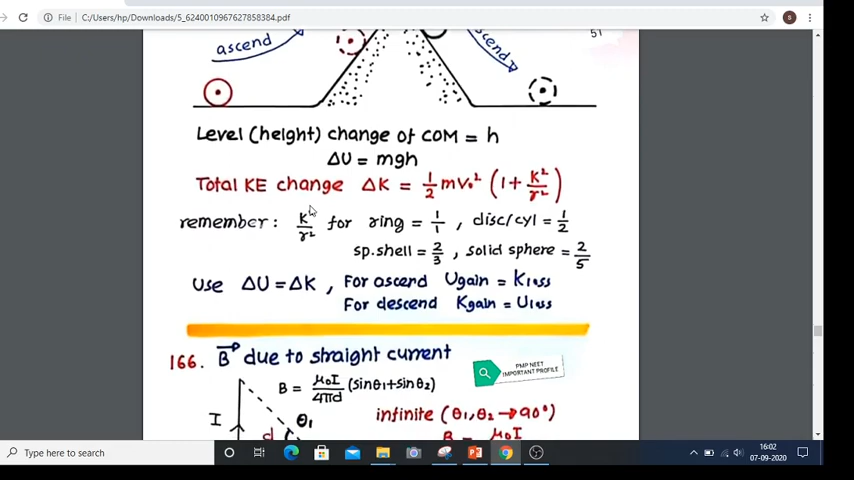 File | C:/Users/hp/Downloads/5_6240010967627858384.pdf
51
ascend
scend
Level (height) change of COM = h
ΔU = mgh
Total KE change ΔK = 1/2 mv₀² (1 + K²/r²)
remember: K²/r² for ring = 1/1 , disc/cyl = 1/2
sp.shell = 2/3 , solid sphere = 2/5
Use ΔU = ΔK , For ascend Ugain = Kloss
For descend Kgain = Uloss
166. B due to straight current
PMP NEET
IMPORTANT PROFILE
B = μ₀I/4πd (sinθ₁+sinθ₂)
I
θ₁
infinite (θ₁,θ₂ → 90°)
d
B = μ₀I
Type here to search
16:02
07-09-2020